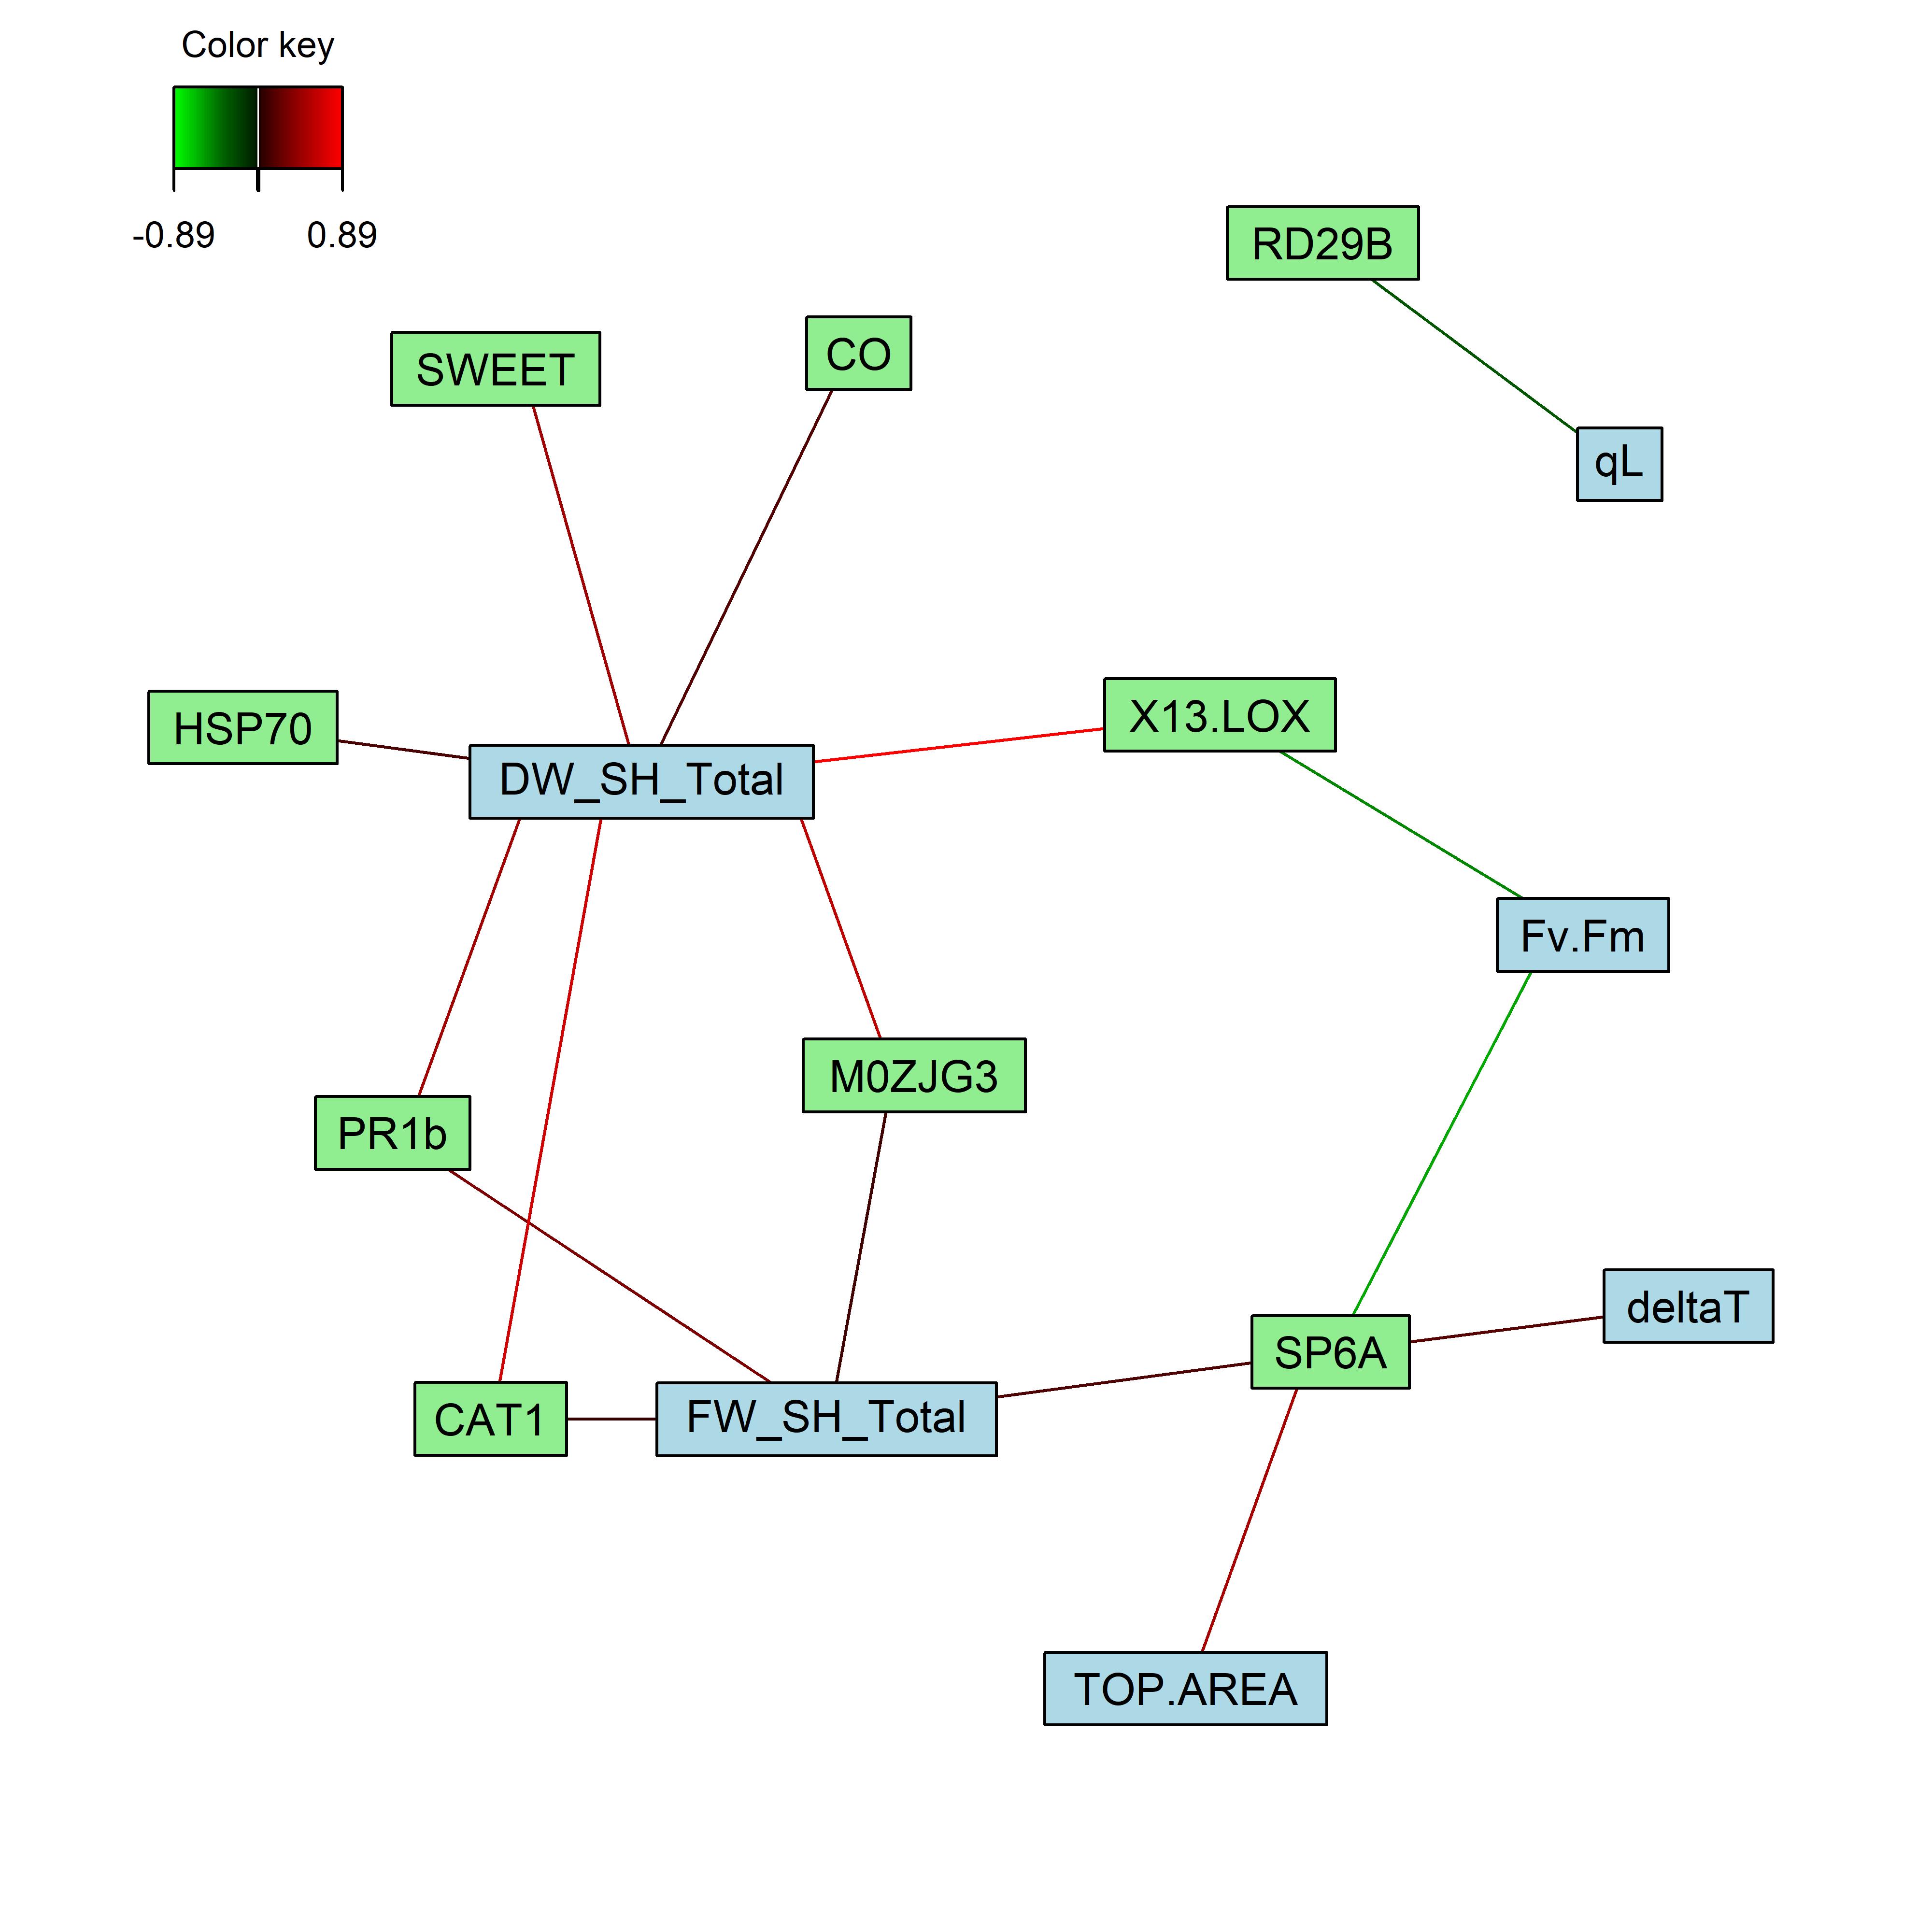 Color key
-0.89 0.89
RD29B
SWEET
CO
qL
HSP70
DW_SH_Total
X13.LOX
Fv.Fm
M0ZJG3
PR1b
deltaT
SP6A
CAT1
FW_SH_Total
TOP.AREA